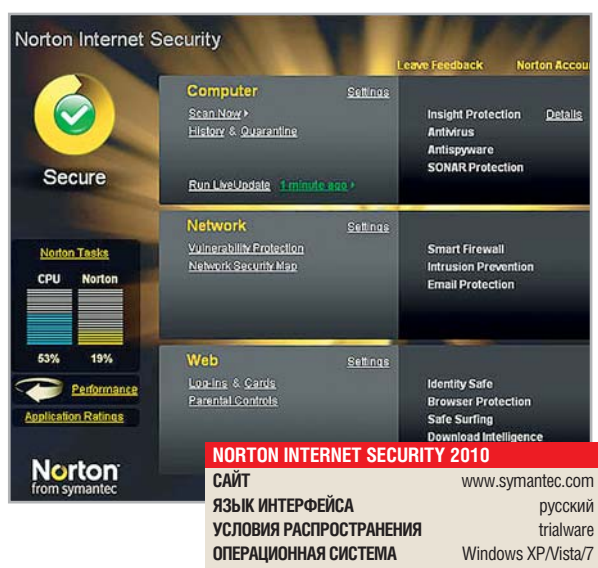 Norton Internet Security
Leave Feedback Norton Accou
Secure
Computer Settings
Scan Now
History & Quarantine
Run LiveUpdate 1 minute ago
Insight Protection Details
Antivirus
Antispyware
SONAR Protection
Network Settings
Vulnerability Protection
Network Security Map
Smart Firewall
Intrusion Prevention
Email Protection
Norton Tasks
CPU Norton
53% 19%
Performance
Application Ratings
Web Settings
Log-ins & Cards
Parental Controls
Identity Safe
Browser Protection
Safe Surfing
Download Intelligence
Norton
from symantec
NORTON INTERNET SECURITY 2010
САЙТ www.symantec.com
ЯЗЫК ИНТЕРФЕЙСА русский
УСЛОВИЯ РАСПРОСТРАНЕНИЯ trialware
ОПЕРАЦИОННАЯ СИСТЕМА Windows XP/Vista/7